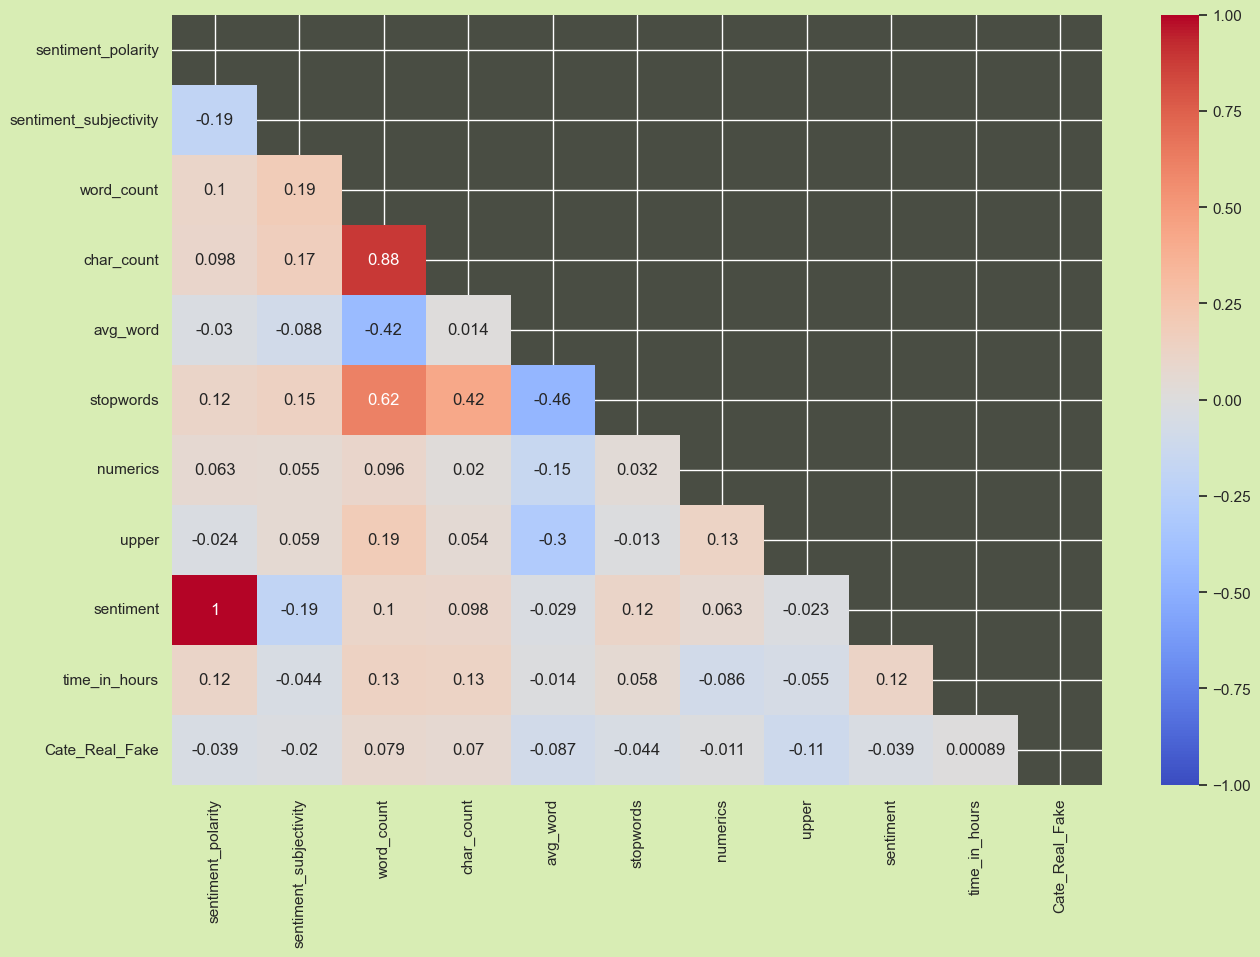 sentiment_polarity
sentiment_subjectivity -0.19
word_count 0.1 0.19
char_count 0.098 0.17 0.88
avg_word -0.03 -0.088 -0.42 0.014
stopwords 0.12 0.15 0.62 0.42 -0.46
numerics 0.063 0.055 0.096 0.02 -0.15 0.032
upper -0.024 0.059 0.19 0.054 -0.3 -0.013 0.13
sentiment 1 -0.19 0.1 0.098 -0.029 0.12 0.063 -0.023
time_in_hours 0.12 -0.044 0.13 0.13 -0.014 0.058 -0.086 -0.055 0.12
Cate_Real_Fake -0.039 -0.02 0.079 0.07 -0.087 -0.044 -0.011 -0.11 -0.039 0.00089
sentiment_polarity
sentiment_subjectivity
word_count
char_count
avg_word
stopwords
numerics
upper
sentiment
time_in_hours
Cate_Real_Fake
1.00
0.75
0.50
0.25
0.00
−0.25
−0.50
−0.75
−1.00